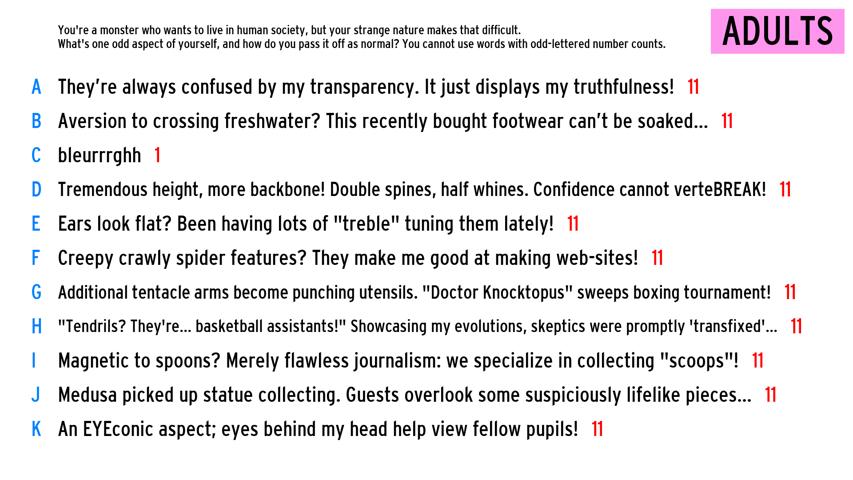 You're a monster who wants to live in human society, but your strange nature makes that difficult.
What's one odd aspect of yourself, and how do you pass it off as normal? You cannot use words with odd-lettered number counts.
ADULTS
A They're always confused by my transparency. It just displays my truthfulness! 11
B Aversion to crossing freshwater? This recently bought footwear can't be soaked... 11
C bleurrrghh 1
D Tremendous height, more backbone! Double spines, half whines. Confidence cannot verteBREAK! 11
E Ears look flat? Been having lots of "treble" tuning them lately! 11
F Creepy crawly spider features? They make me good at making web-sites! 11
G Additional tentacle arms become punching utensils. "Doctor Knocktopus" sweeps boxing tournament! 11
H "Tendrils? They're... basketball assistants!" Showcasing my evolutions, skeptics were promptly 'transfixed'... 11
I Magnetic to spoons? Merely flawless journalism: we specialize in collecting "scoops"! 11
J Medusa picked up statue collecting. Guests overlook some suspiciously lifelike pieces... 11
K An EYEconic aspect; eyes behind my head help view fellow pupils! 11